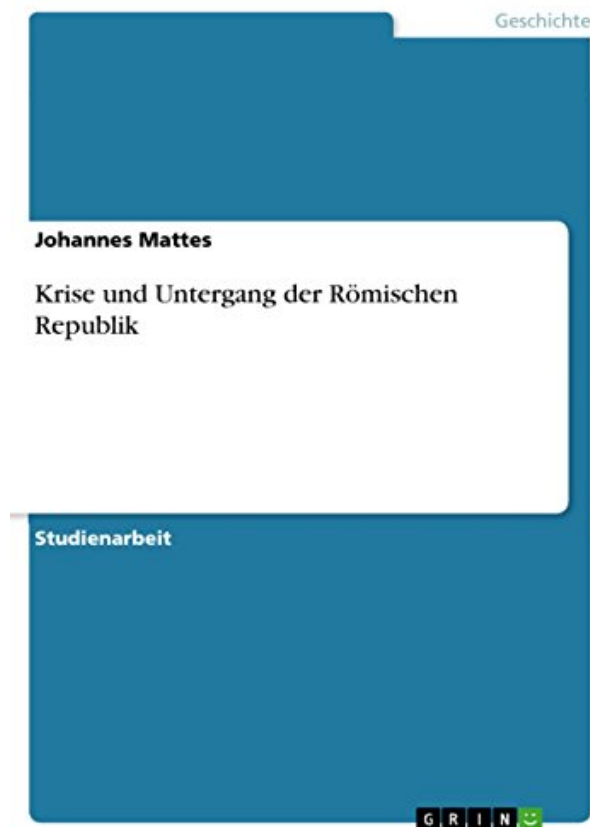 Geschichte
Johannes Mattes
Krise und Untergang der Römischen
Republik
Studienarbeit
GRIN